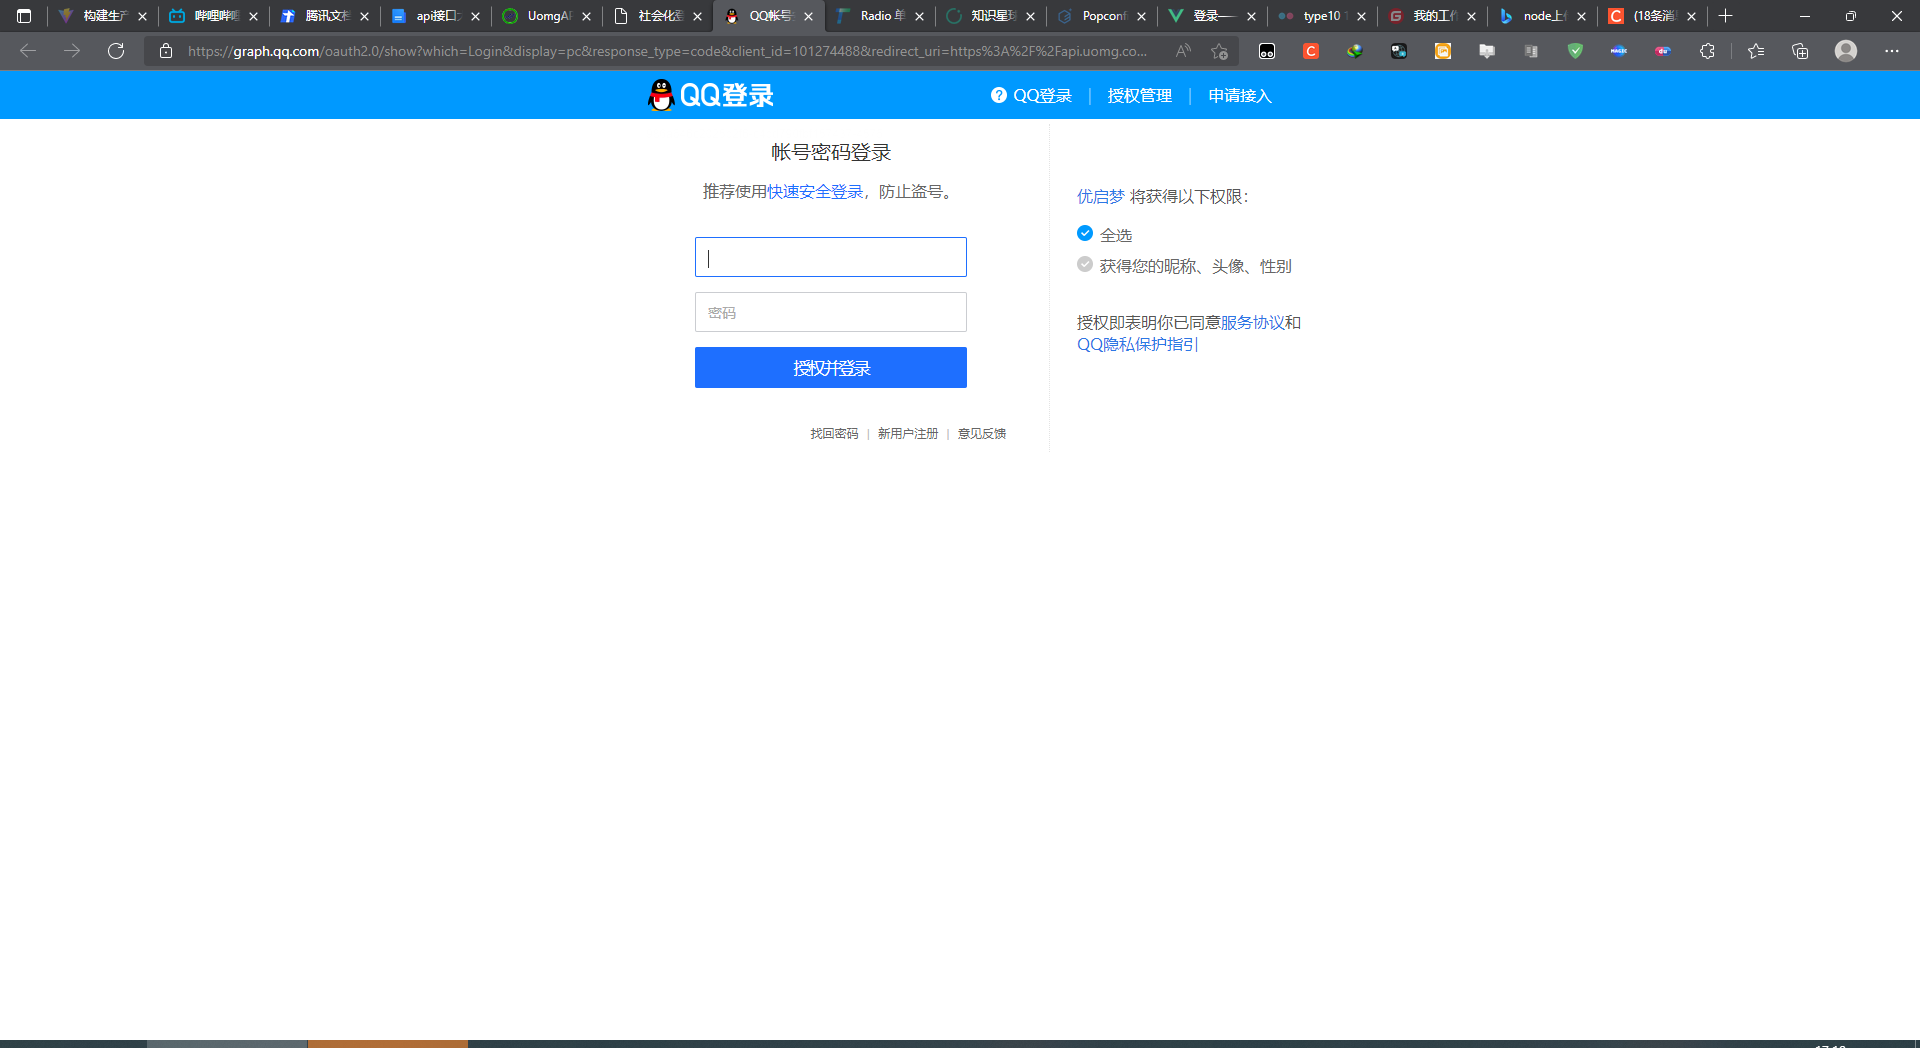 构建生产
哔哩哔哩
腾讯文档
api接口
UomgA
社会化登
QQ帐号
Radio 单
知识星球
Popconfi
登录——
type10
我的工作
node上
(18条消
https://graph.qq.com/oauth2.0/show?which=Login&display=pc&response_type=code&client_id=101274488&redirect_uri=https%3A%2F%2Fapi.uomg.co...
QQ登录
QQ登录
授权管理
申请接入
帐号密码登录
推荐使用快速安全登录，防止盗号。
密码
授权并登录
找回密码 | 新用户注册 | 意见反馈
优启梦 将获得以下权限：
全选
获得您的昵称、头像、性别
授权即表明你已同意服务协议和
QQ隐私保护指引